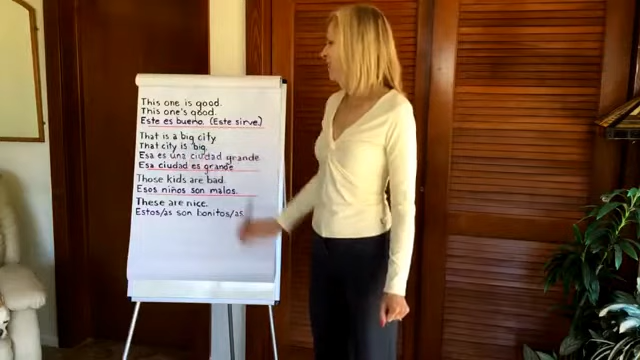 This one is good.
This one's good.
Este es bueno. (Este sirve.)
That is a big city.
That city is big.
Esa es una ciudad grande.
Esa ciudad es grande.
Those kids are bad.
Esos niños son malos.
These are nice.
Estos/as son bonitos/as.